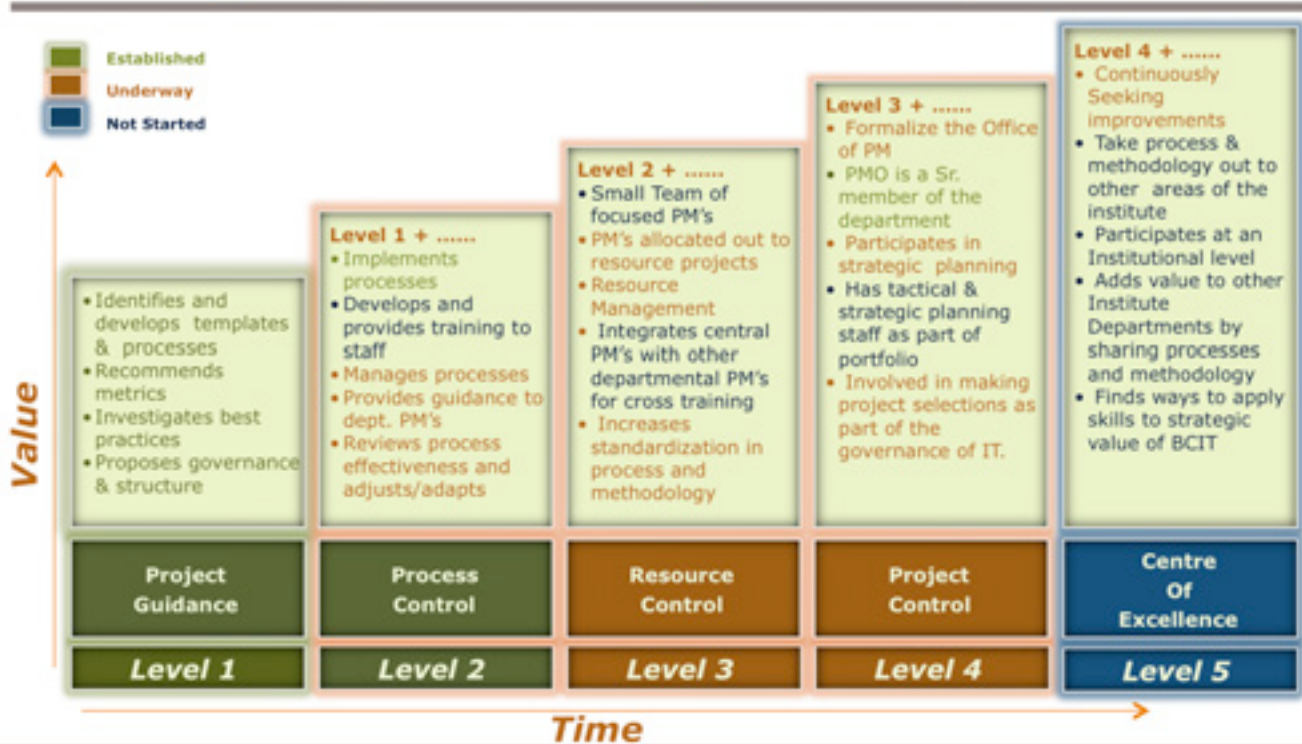 Established
Underway
Not Started
Value
• Identifies and
develops templates
& processes
• Recommends
metrics
• Investigates best
practices
• Proposes governance
& structure
Project
Guidance
Level 1
Level 1 + ......
• Implements
processes
• Develops and
provides training to
staff
• Manages processes
• Provides guidance to
dept. PM's
• Reviews process
effectiveness and
adjusts/adapts
Process
Control
Level 2
Level 2 + ......
• Small Team of
focused PM's
• PM's allocated out to
resource projects
• Resource
Management
• Integrates central
PM's with other
departmental PM's
for cross training
• Increases
standardization in
process and
methodology
Resource
Control
Level 3
Level 3 + ......
• Formalize the Office
of PM
• PMO is a Sr.
member of the
department
• Participates in
strategic planning
• Has tactical &
strategic planning
staff as part of
portfolio
• Involved in making
project selections as
part of the
governance of IT.
Project
Control
Level 4
Level 4 + ......
• Continuously
Seeking
improvements
• Take process &
methodology out to
other areas of the
institute
• Participates at an
Institutional level
• Adds value to other
Institute
Departments by
sharing processes
and methodology
• Finds ways to apply
skills to strategic
value of BCIT
Centre
Of
Excellence
Level 5
Time